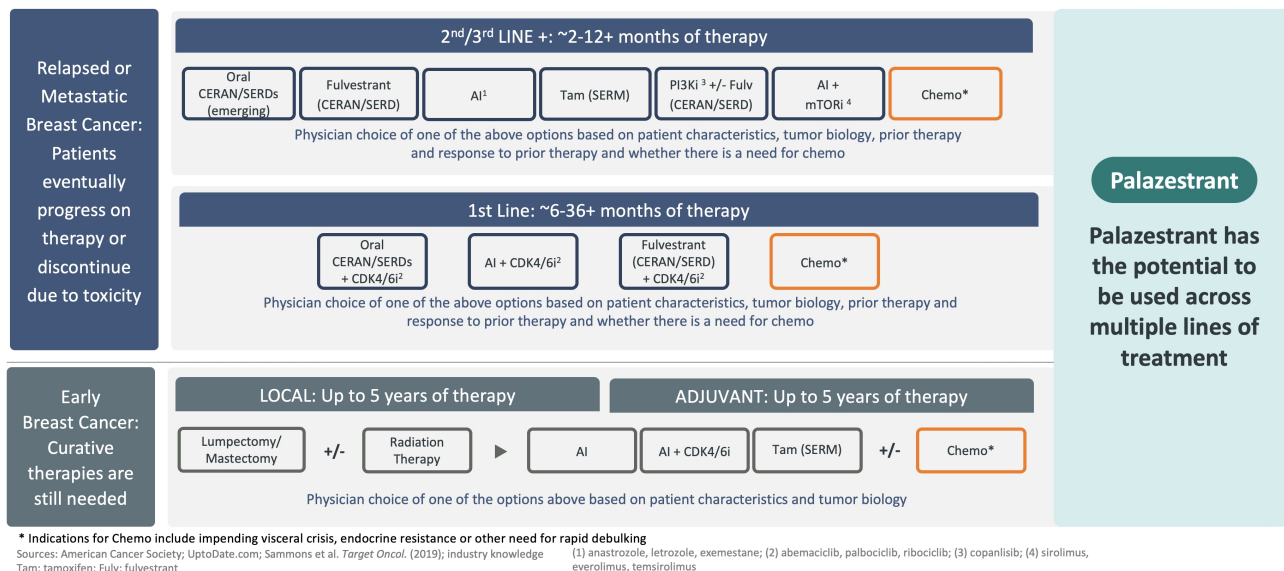 Relapsed or
Metastatic
Breast Cancer:
Patients
eventually
progress on
therapy or
discontinue
due to toxicity
2nd/3rd LINE +: ~2-12+ months of therapy
Oral
CERAN/SERDs
(emerging)
Fulvestrant
(CERAN/SERD)
AI1
Tam (SERM)
PI3Ki 3 +/- Fulv
(CERAN/SERD)
AI +
mTORi 4
Chemo*
Physician choice of one of the above options based on patient characteristics, tumor biology, prior therapy
and response to prior therapy and whether there is a need for chemo
1st Line: ~6-36+ months of therapy
Oral
CERAN/SERDs
+ CDK4/6i2
AI + CDK4/6i2
Fulvestrant
(CERAN/SERD)
+ CDK4/6i2
Chemo*
Physician choice of one of the above options based on patient characteristics, tumor biology, prior therapy and
response to prior therapy and whether there is a need for chemo
Early
Breast Cancer:
Curative
therapies are
still needed
LOCAL: Up to 5 years of therapy
ADJUVANT: Up to 5 years of therapy
Lumpectomy/
Mastectomy
+/-
Radiation
Therapy
AI
AI + CDK4/6i
Tam (SERM)
+/-
Chemo*
Physician choice of one of the options above based on patient characteristics and tumor biology
Palazestrant
Palazestrant has
the potential to
be used across
multiple lines of
treatment
* Indications for Chemo include impending visceral crisis, endocrine resistance or other need for rapid debulking
Sources: American Cancer Society; UptoDate.com; Sammons et al. Target Oncol. (2019); industry knowledge
Tam: tamoxifen; Fulv: fulvestrant
(1) anastrozole, letrozole, exemestane; (2) abemaciclib, palbociclib, ribociclib; (3) copanlisib; (4) sirolimus,
everolimus, temsirolimus